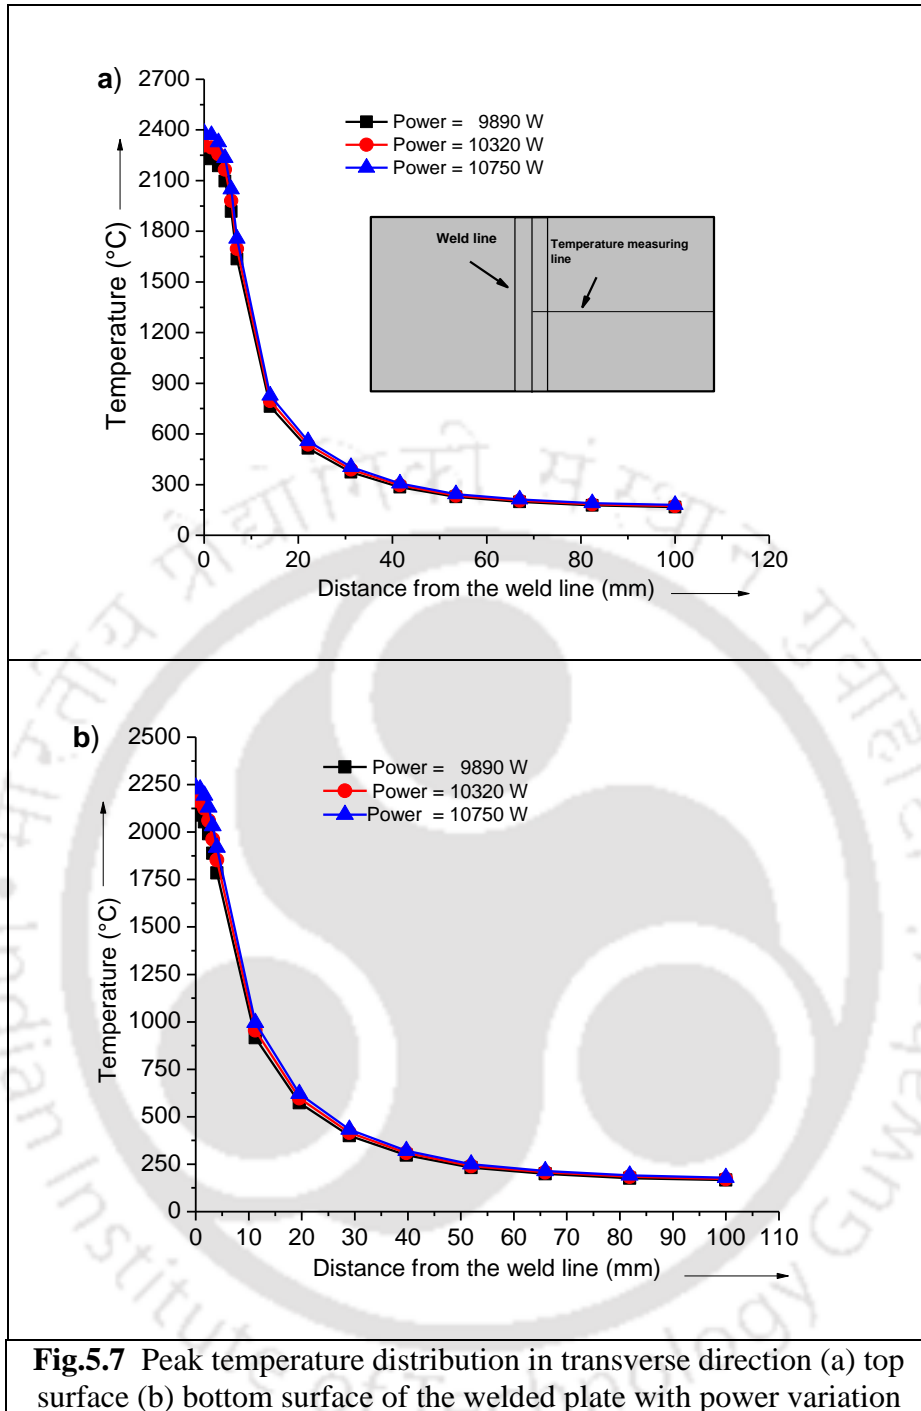 a)
2700
2400
2100
1800
1500
1200
900
600
300
0
Temperature (°C)
Power = 9890 W
Power = 10320 W
Power = 10750 W
Weld line
Temperature measuring
line
0 20 40 60 80 100 120
Distance from the weld line (mm)
b)
2500
2250
2000
1750
1500
1250
1000
750
500
250
0
Temperature (°C)
Power = 9890 W
Power = 10320 W
Power = 10750 W
0 10 20 30 40 50 60 70 80 90 100 110
Distance from the weld line (mm)
Fig.5.7 Peak temperature distribution in transverse direction (a) top
surface (b) bottom surface of the welded plate with power variation
Institute of Technology Guwahati